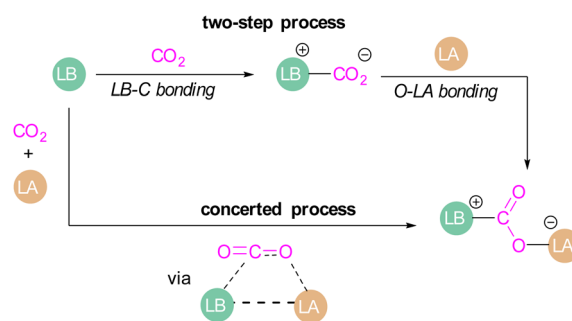 two-step process
LB
CO2
LB-C bonding
⊕
LB—CO2
⊖
LA
O-LA bonding
CO2
+
LA
concerted process
O=C=O
via
LB
LA
⊕
LB
C
O
O
⊖
LA